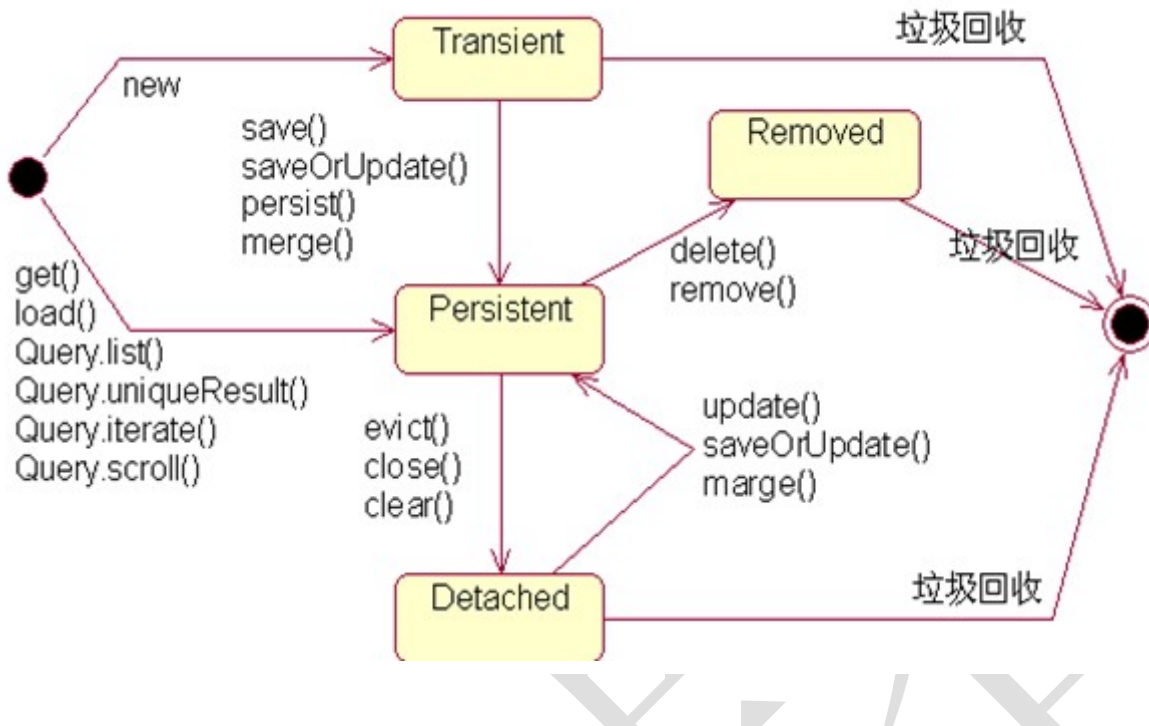 Transient
垃圾回收
new
save()
saveOrUpdate()
persist()
merge()
Removed
get()
load()
Query.list()
Query.uniqueResult()
Query.iterate()
Query.scroll()
Persistent
delete()
remove()
垃圾回收
evict()
close()
clear()
update()
saveOrUpdate()
marge()
Detached
垃圾回收